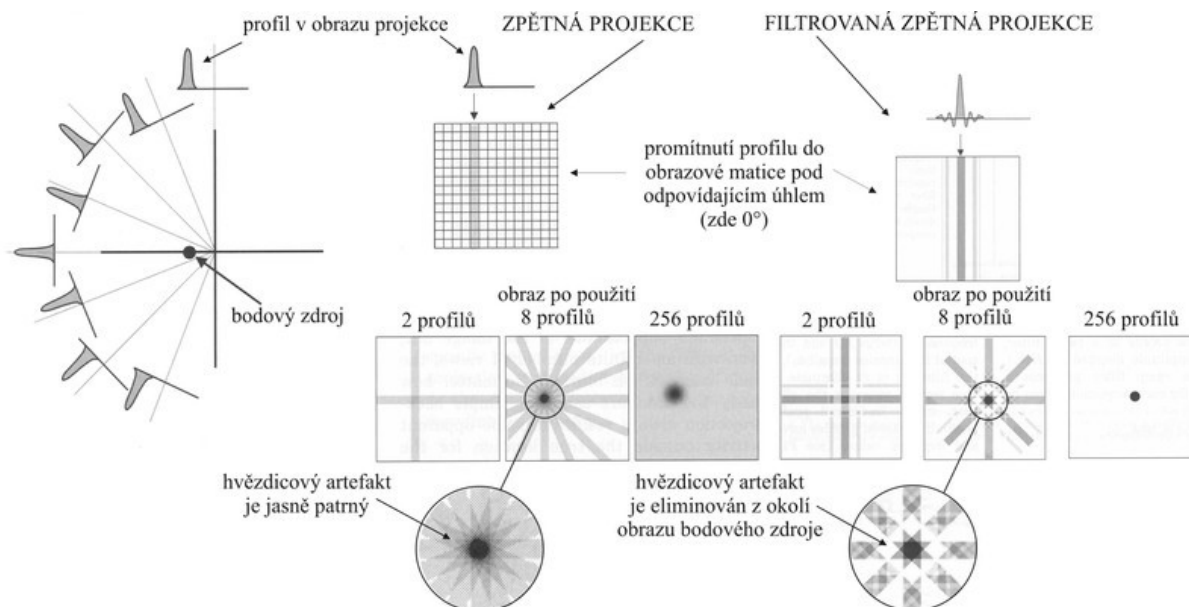 profil v obrazu projekce
ZPĚTNÁ PROJEKCE
FILTROVANÁ ZPĚTNÁ PROJEKCE
promítnutí profilu do
obrazové matice pod
odpovídajícím úhlem
(zde 0°)
bodový zdroj
obraz po použití
2 profilů
8 profilů
256 profilů
obraz po použití
2 profilů
8 profilů
256 profilů
hvězdicový artefakt
je jasně patrný
hvězdicový artefakt
je eliminován z okolí
obrazu bodového zdroje